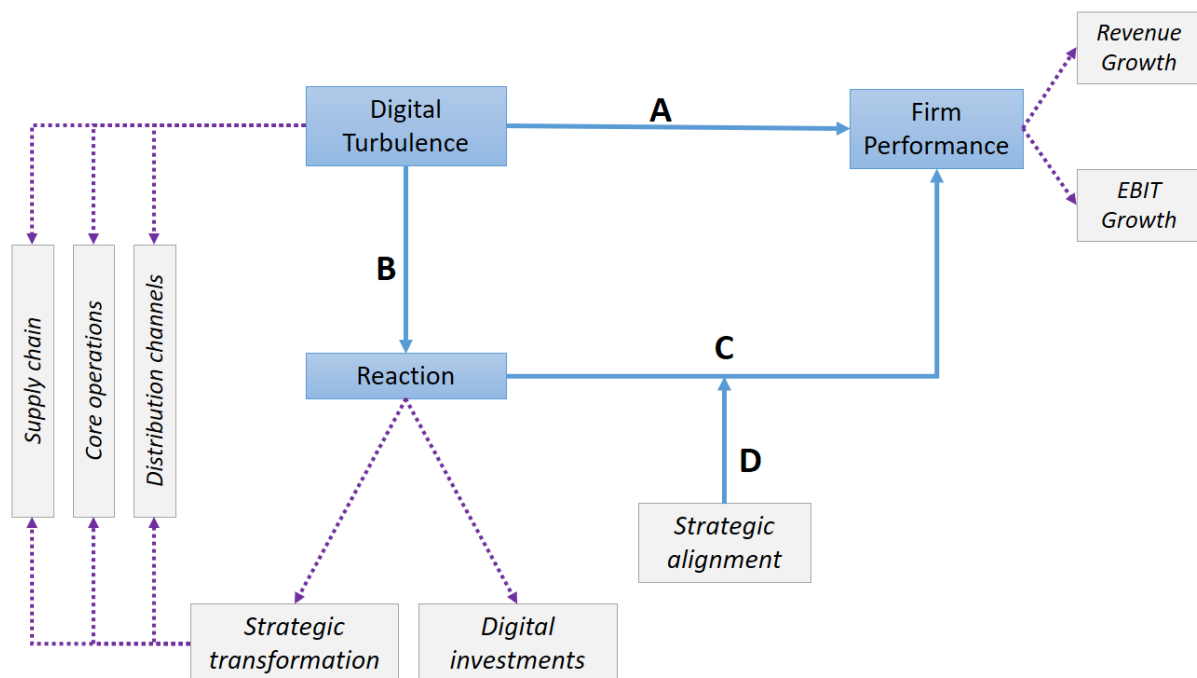 Revenue
Growth
Digital
Turbulence
A
Firm
Performance
EBIT
Growth
B
Supply chain
Core operations
Distribution channels
Reaction
C
D
Strategic
alignment
Strategic
transformation
Digital
investments